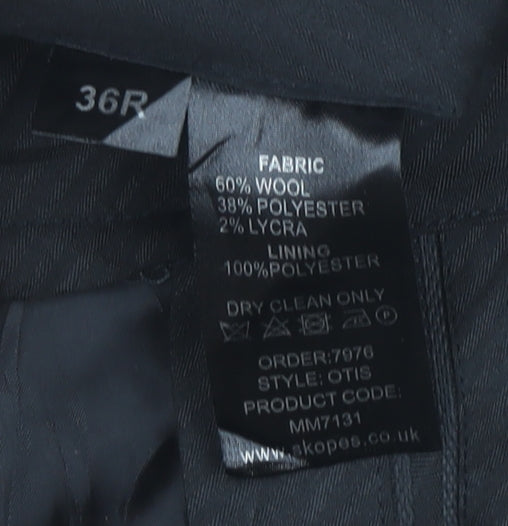 36R
FABRIC
60% WOOL
38% POLYESTER
2% LYCRA
LINING
100%POLYESTER
DRY CLEAN ONLY
P
ORDER:7976
STYLE: OTIS
PRODUCT CODE:
MM7131
www.skopes.co.uk